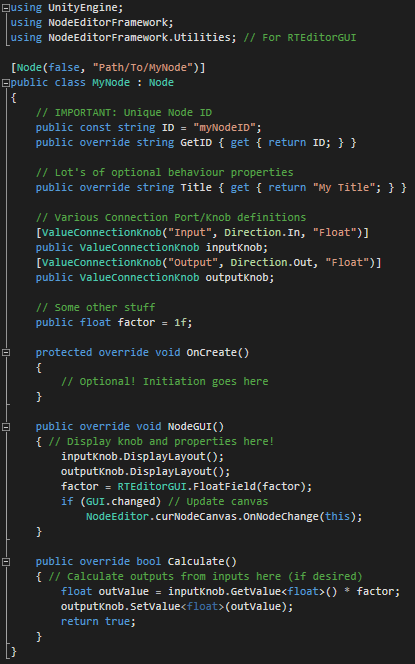 using UnityEngine;
using NodeEditorFramework;
using NodeEditorFramework.Utilities; // For RTEditorGUI

[Node(false, "Path/To/MyNode")]
public class MyNode : Node
{
    // IMPORTANT: Unique Node ID
    public const string ID = "myNodeID";
    public override string GetID { get { return ID; } }

    // Lot's of optional behaviour properties
    public override string Title { get { return "My Title"; } }

    // Various Connection Port/Knob definitions
    [ValueConnectionKnob("Input", Direction.In, "Float")]
    public ValueConnectionKnob inputKnob;
    [ValueConnectionKnob("Output", Direction.Out, "Float")]
    public ValueConnectionKnob outputKnob;

    // Some other stuff
    public float factor = 1f;

    protected override void OnCreate()
    {
        // Optional! Initiation goes here
    }

    public override void NodeGUI()
    { // Display knob and properties here!
        inputKnob.DisplayLayout();
        outputKnob.DisplayLayout();
        factor = RTEditorGUI.FloatField(factor);
        if (GUI.changed) // Update canvas
            NodeEditor.curNodeCanvas.OnNodeChange(this);
    }

    public override bool Calculate()
    { // Calculate outputs from inputs here (if desired)
        float outValue = inputKnob.GetValue<float>() * factor;
        outputKnob.SetValue<float>(outValue);
        return true;
    }
}